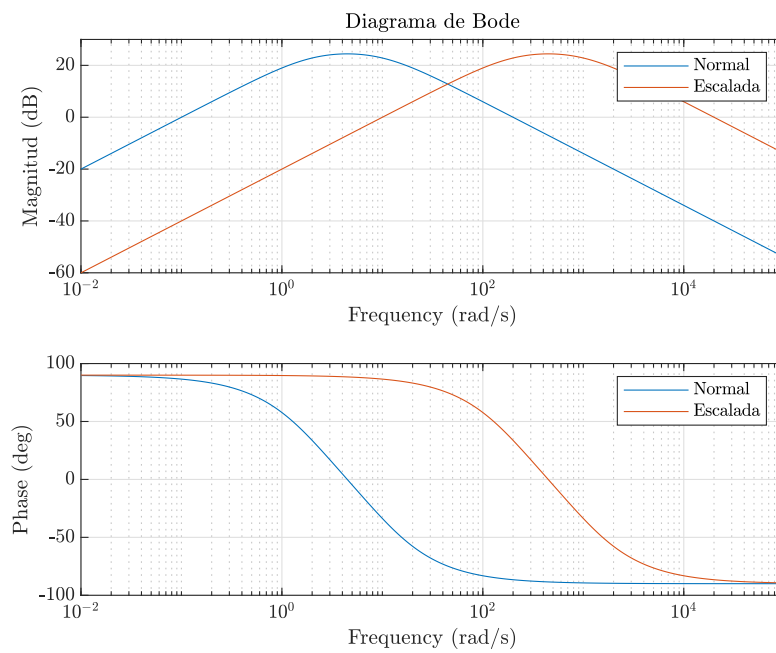 Diagrama de Bode
Magnitud (dB)
20
0
-20
-40
-60
Normal
Escalada
10^-2
10^0
10^2
10^4
Frequency (rad/s)
Phase (deg)
100
50
0
-50
-100
Normal
Escalada
10^-2
10^0
10^2
10^4
Frequency (rad/s)